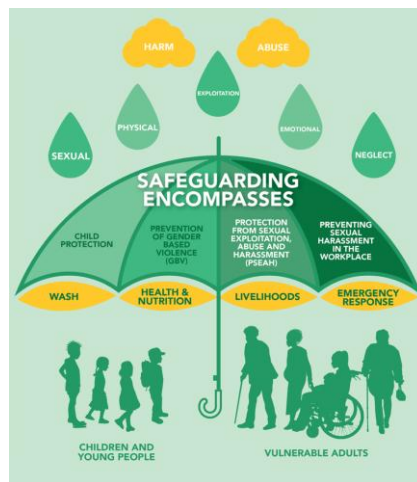 HARM
ABUSE
EXPLOITATION
PHYSICAL
EMOTIONAL
SEXUAL
NEGLECT
SAFEGUARDING
ENCOMPASSES
CHILD
PROTECTION
PREVENTION
OF GENDER
BASED
VIOLENCE
(GBV)
PROTECTION
FROM SEXUAL
EXPLOITATION,
ABUSE AND
HARASSMENT
(PSEAH)
PREVENTING
SEXUAL
HARASSMENT
IN THE
WORKPLACE
WASH
HEALTH &
NUTRITION
LIVELIHOODS
EMERGENCY
RESPONSE
CHILDREN AND
YOUNG PEOPLE
VULNERABLE ADULTS